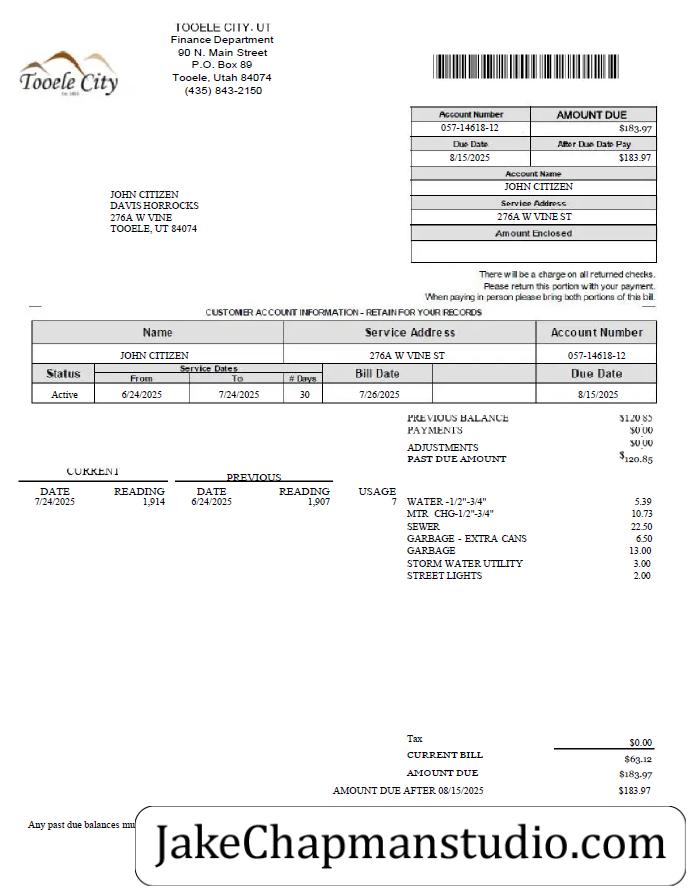 TOOELE CITY, UT
Finance Department
90 N. Main Street
P.O. Box 89
Tooele, Utah 84074
(435) 843-2150
Tooele City
Account Number AMOUNT DUE
057-14618-12 $183.97
Due Date After Due Date Pay
8/15/2025 $183.97
Account Name
JOHN CITIZEN
Service Address
276A W VINE ST
Amount Enclosed
JOHN CITIZEN
DAVIS HORROCKS
276A W VINE
TOOELE, UT 84074
There will be a charge on all returned checks.
Please return this portion with your payment.
When paying in person please bring both portions of this bill.
CUSTOMER ACCOUNT INFORMATION - RETAIN FOR YOUR RECORDS
Name Service Address Account Number
JOHN CITIZEN 276A W VINE ST 057-14618-12
Status Service Dates Bill Date Due Date
From To # Days
Active 6/24/2025 7/24/2025 30 7/26/2025 8/15/2025
PREVIOUS BALANCE $120.85
PAYMENTS $0.00
ADJUSTMENTS $0.00
PAST DUE AMOUNT $120.85
CURRENT PREVIOUS
DATE READING DATE READING USAGE
7/24/2025 1,914 6/24/2025 1,907 7
WATER -1/2"-3/4" 5.39
MTR CHG-1/2"-3/4" 10.73
SEWER 22.50
GARBAGE - EXTRA CANS 6.50
GARBAGE 13.00
STORM WATER UTILITY 3.00
STREET LIGHTS 2.00
Tax $0.00
CURRENT BILL $63.12
AMOUNT DUE $183.97
AMOUNT DUE AFTER 08/15/2025 $183.97
Any past due balances mu
JakeChapmanstudio.com